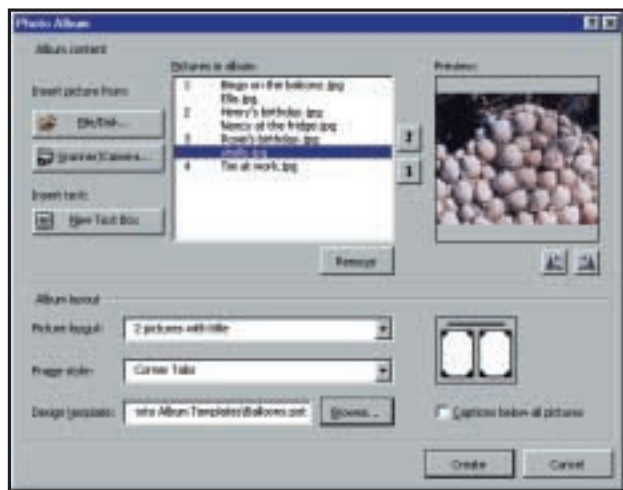 Photo Album
Album content
Pictures in album:
Preview:
Insert picture from:
File/Disk...
Scanner/Camera...
Insert text:
New Text Box
1 Bingo on the balcony.jpg
Ellie.jpg
2 Henry's birthday.jpg
Nancy at the fridge.jpg
3 Rosie's birthday.jpg
4 Tim at work.jpg
Remove
Album layout
Picture layout: 2 pictures with title
Frame style: Corner Tabs
Design template: oto Album Templates\Balloons.pot Browse...
Captions below all pictures
Create Cancel